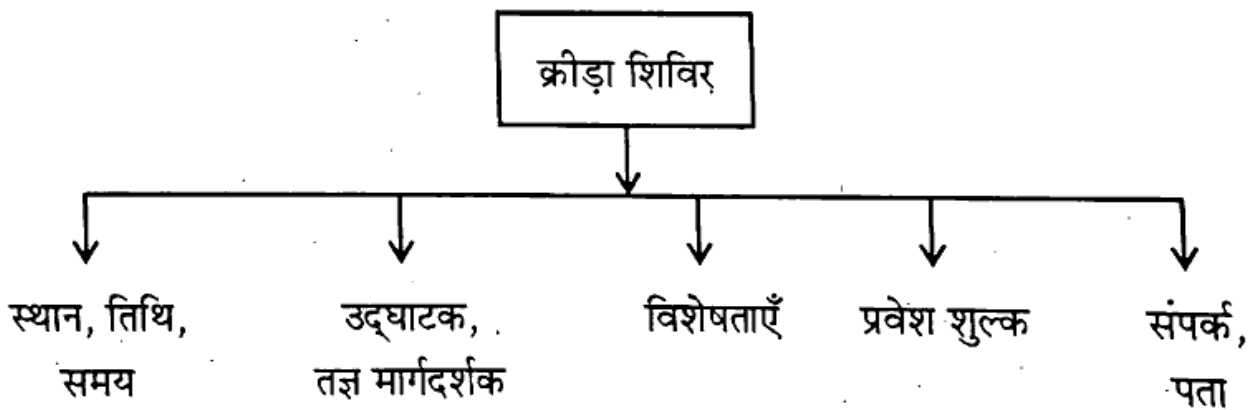 क्रीड़ा शिविर
स्थान, तिथि,
समय
उद्‌घाटक,
तज्ञ मार्गदर्शक
विशेषताएँ
प्रवेश शुल्क
संपर्क,
पता